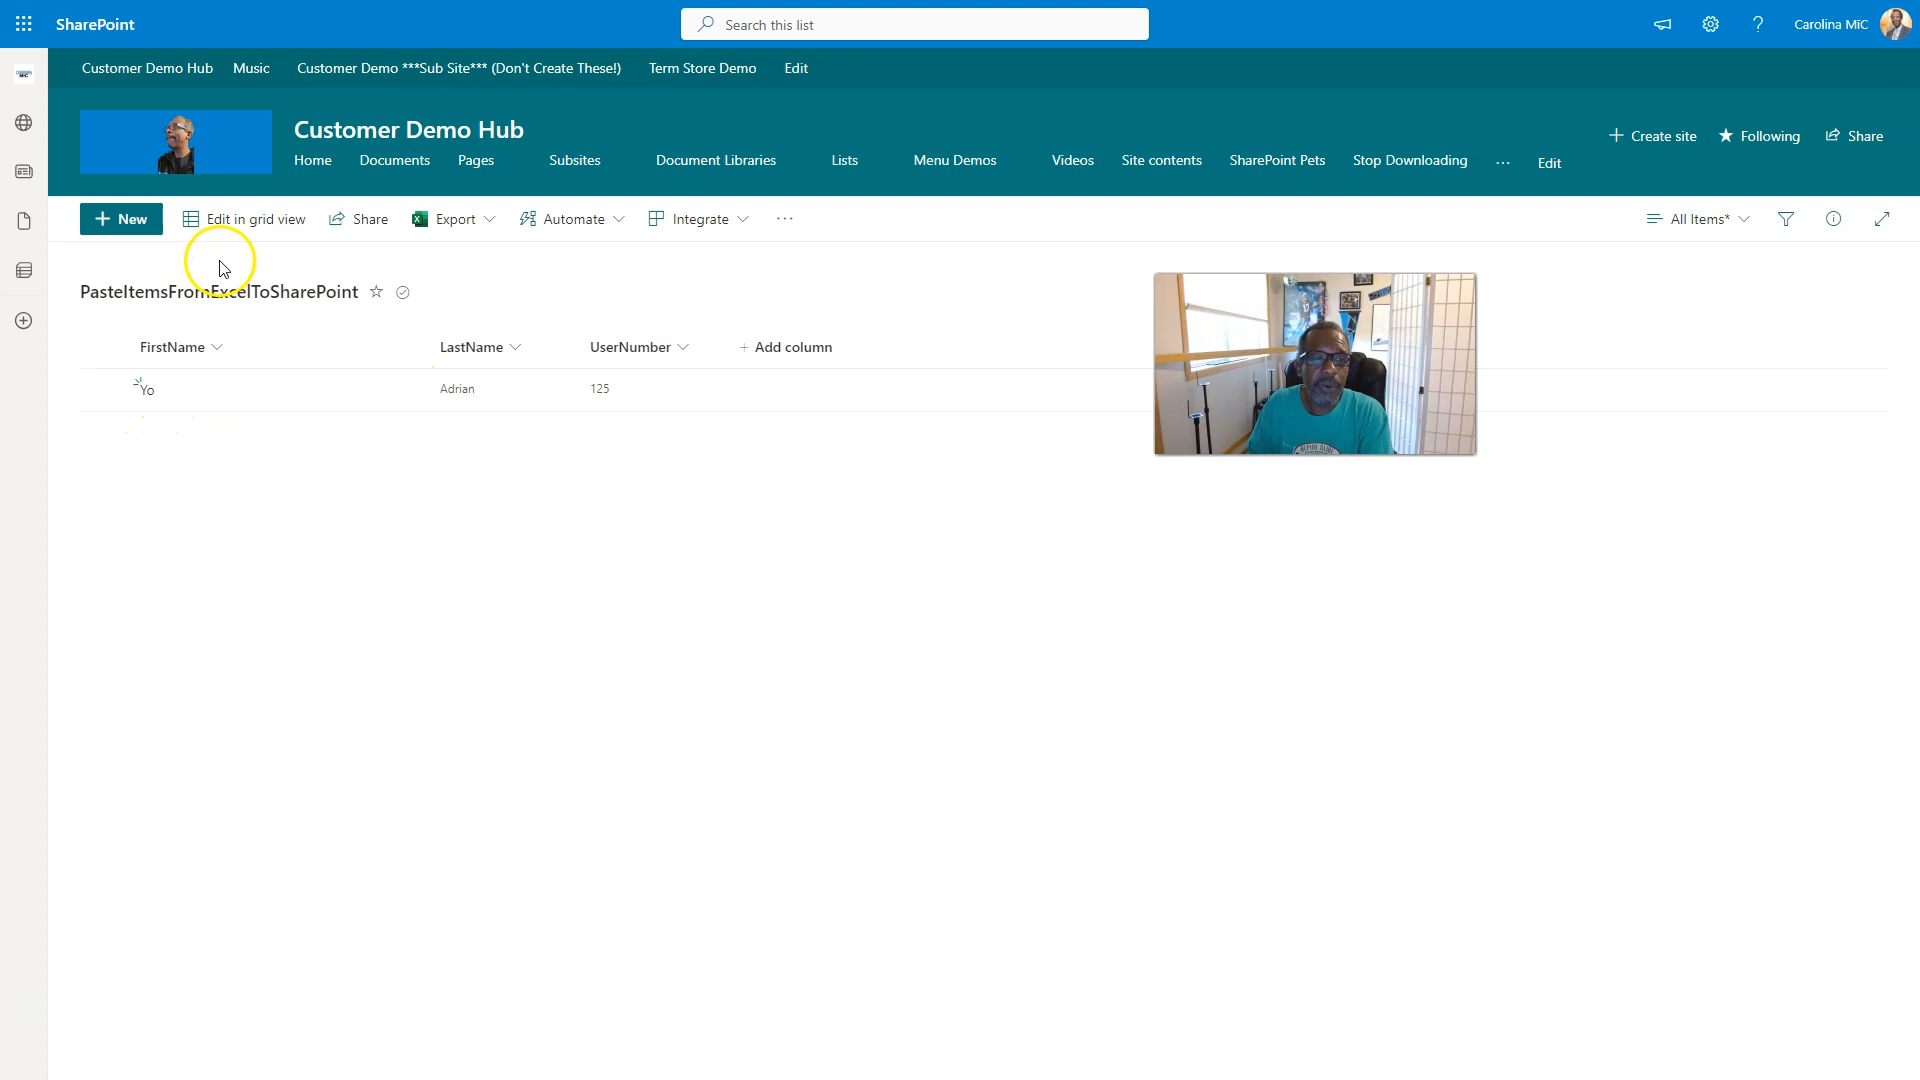 SharePoint
Search this list
Carolina MiC
Customer Demo Hub Music Customer Demo ***Sub Site*** (Don't Create These!) Term Store Demo Edit
Customer Demo Hub
Create site Following Share
Home Documents Pages Subsites Document Libraries Lists Menu Demos Videos Site contents SharePoint Pets Stop Downloading ... Edit
New Edit in grid view Share Export Automate Integrate ... All Items*
PasteItemsFromExcelToSharePoint
FirstName LastName UserNumber + Add column
Yo Adrian 125